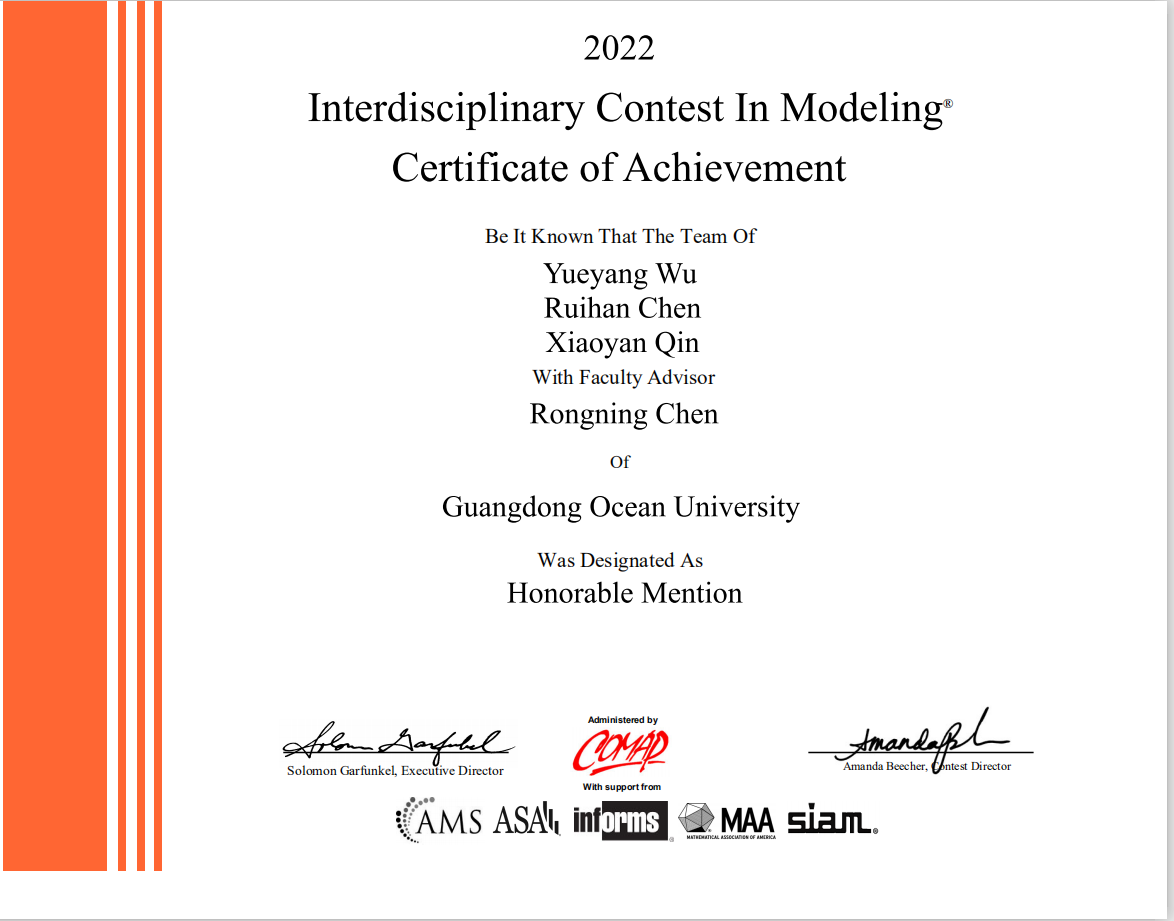 2022
Interdisciplinary Contest In Modeling®
Certificate of Achievement
Be It Known That The Team Of
Yueyang Wu
Ruihan Chen
Xiaoyan Qin
With Faculty Advisor
Rongning Chen
Of
Guangdong Ocean University
Was Designated As
Honorable Mention
Solomon Garfunkel
Solomon Garfunkel, Executive Director
Administered by
COMAP
With support from
Amanda Beecher, Contest Director
AMS ASA informs® MAA siam®
MATHEMATICAL ASSOCIATION OF AMERICA